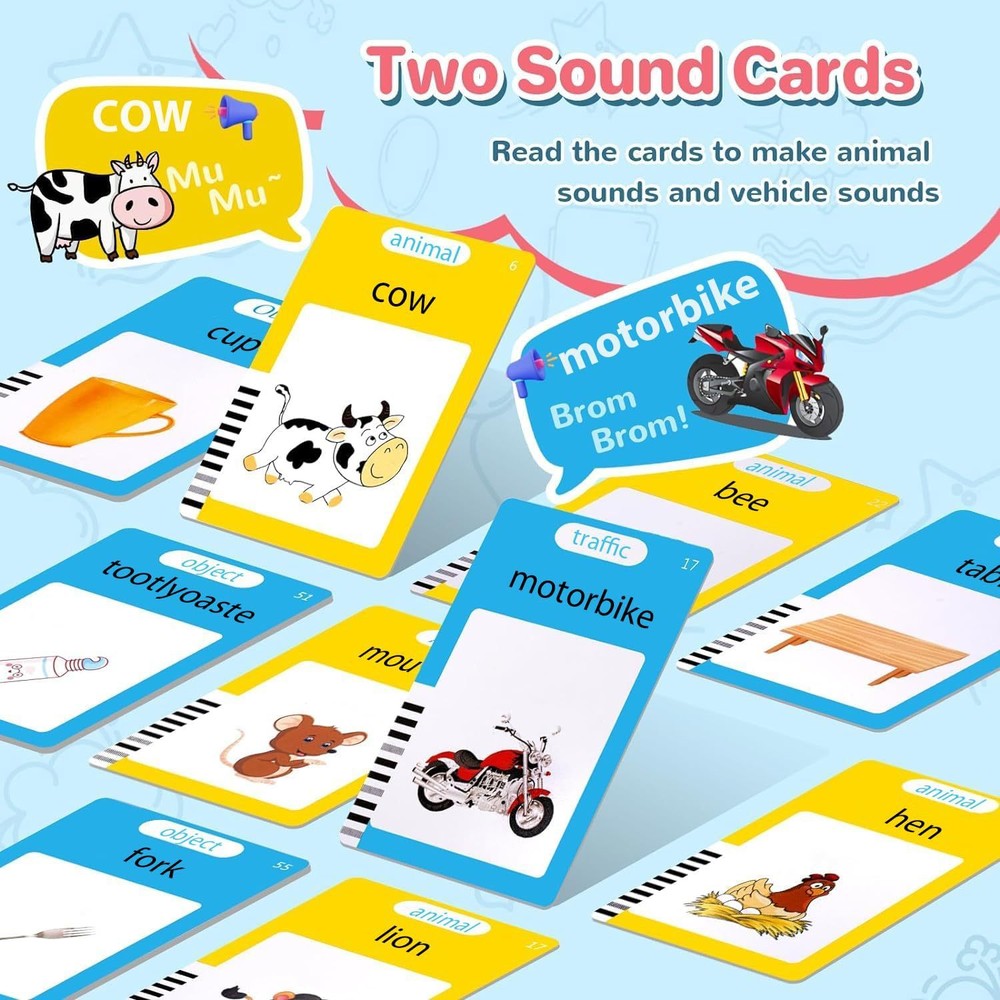 Two Sound Cards
Read the cards to make animal
sounds and vehicle sounds
COW
Mu
Mu~
animal
6
cow
cup
motorbike
Brom
Brom!
animal
22
bee
traffic
17
motorbike
object
51
tootlyoaste
animal
hen
object
55
fork
animal
17
lion